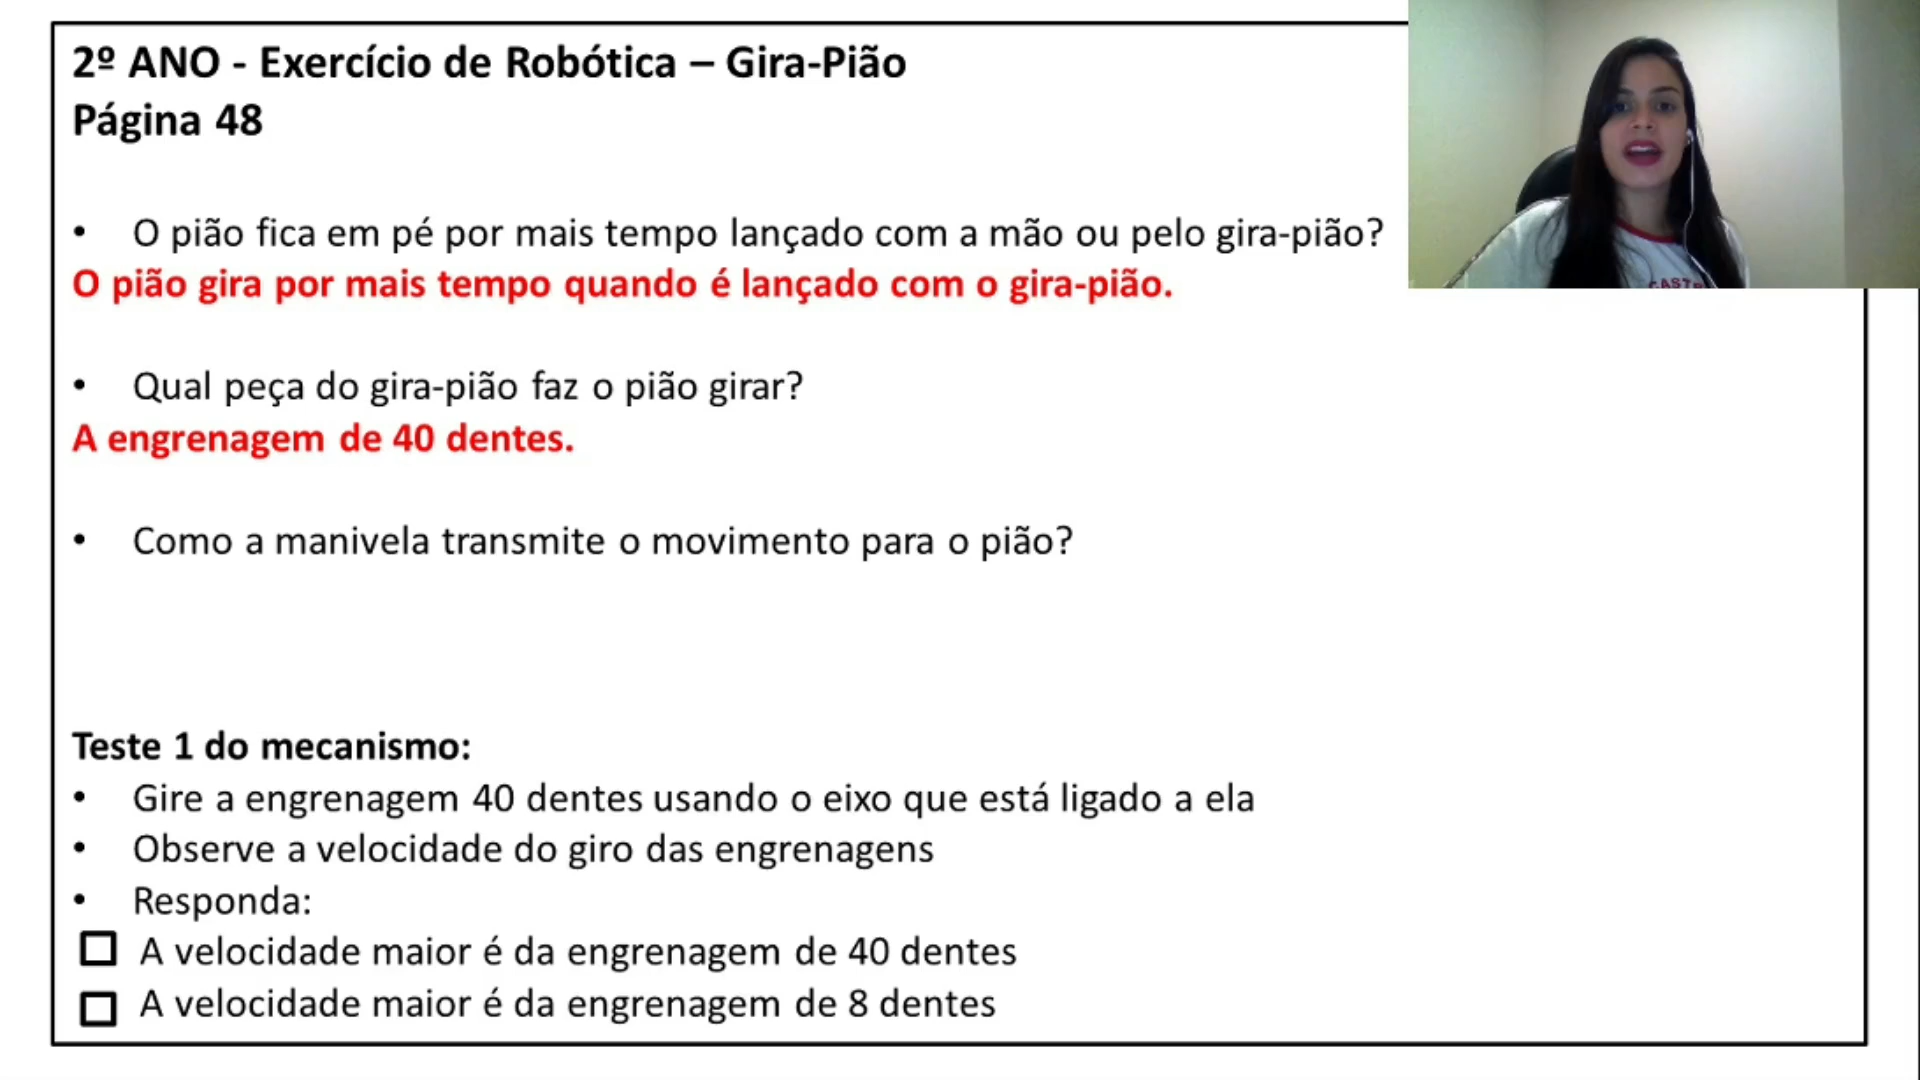 2º ANO - Exercício de Robótica – Gira-Pião
Página 48
• O pião fica em pé por mais tempo lançado com a mão ou pelo gira-pião?
O pião gira por mais tempo quando é lançado com o gira-pião.
• Qual peça do gira-pião faz o pião girar?
A engrenagem de 40 dentes.
• Como a manivela transmite o movimento para o pião?
Teste 1 do mecanismo:
• Gire a engrenagem 40 dentes usando o eixo que está ligado a ela
• Observe a velocidade do giro das engrenagens
• Responda:
☐ A velocidade maior é da engrenagem de 40 dentes
☐ A velocidade maior é da engrenagem de 8 dentes